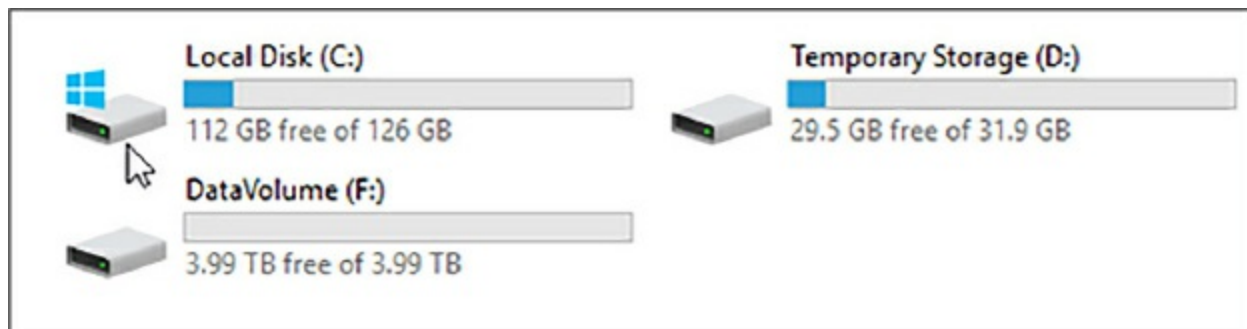 Local Disk (C:)
112 GB free of 126 GB
Temporary Storage (D:)
29.5 GB free of 31.9 GB
DataVolume (F:)
3.99 TB free of 3.99 TB